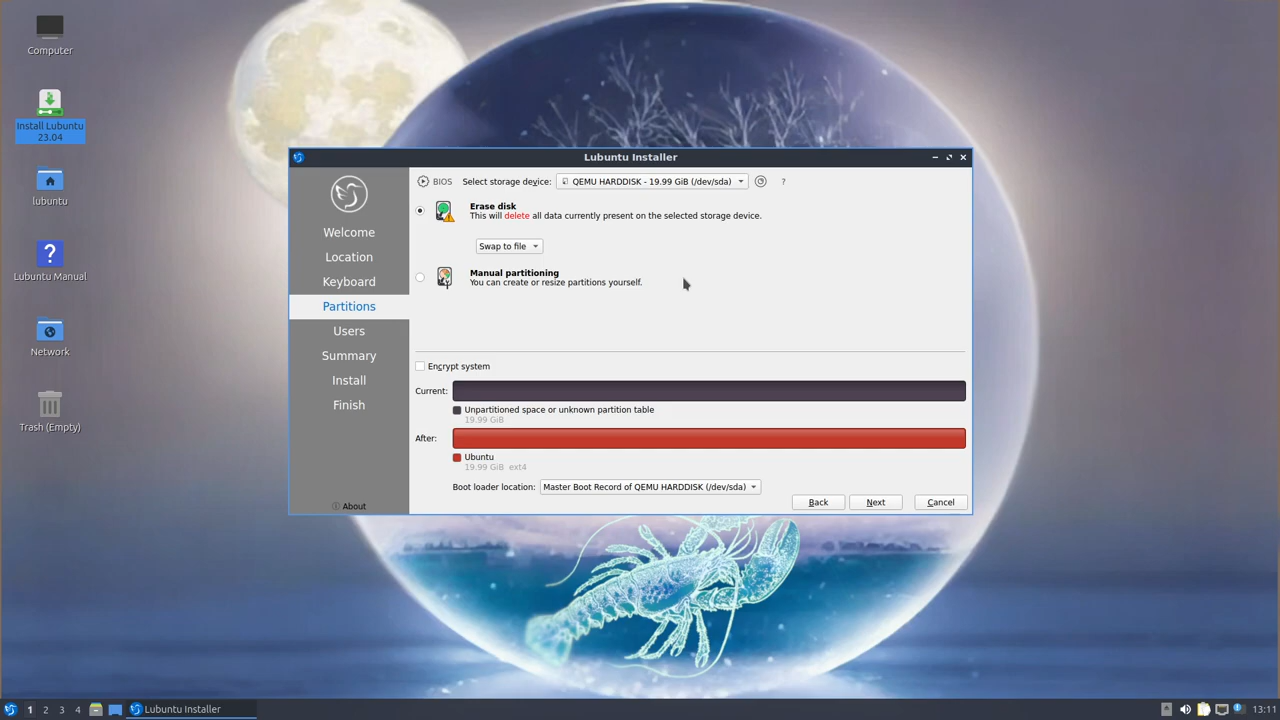 Computer
Install Lubuntu
23.04
lubuntu
Lubuntu Manual
Network
Trash (Empty)
Lubuntu Installer
Welcome
Location
Keyboard
Partitions
Users
Summary
Install
Finish
About
BIOS Select storage device: QEMU HARDDISK - 19.99 GiB (/dev/sda) ?
Erase disk
This will delete all data currently present on the selected storage device.
Swap to file
Manual partitioning
You can create or resize partitions yourself.
Encrypt system
Current:
Unpartitioned space or unknown partition table
19.99 GiB
After:
Ubuntu
19.99 GiB ext4
Boot loader location: Master Boot Record of QEMU HARDDISK (/dev/sda)
Back Next Cancel
1 2 3 4 Lubuntu Installer 13:11